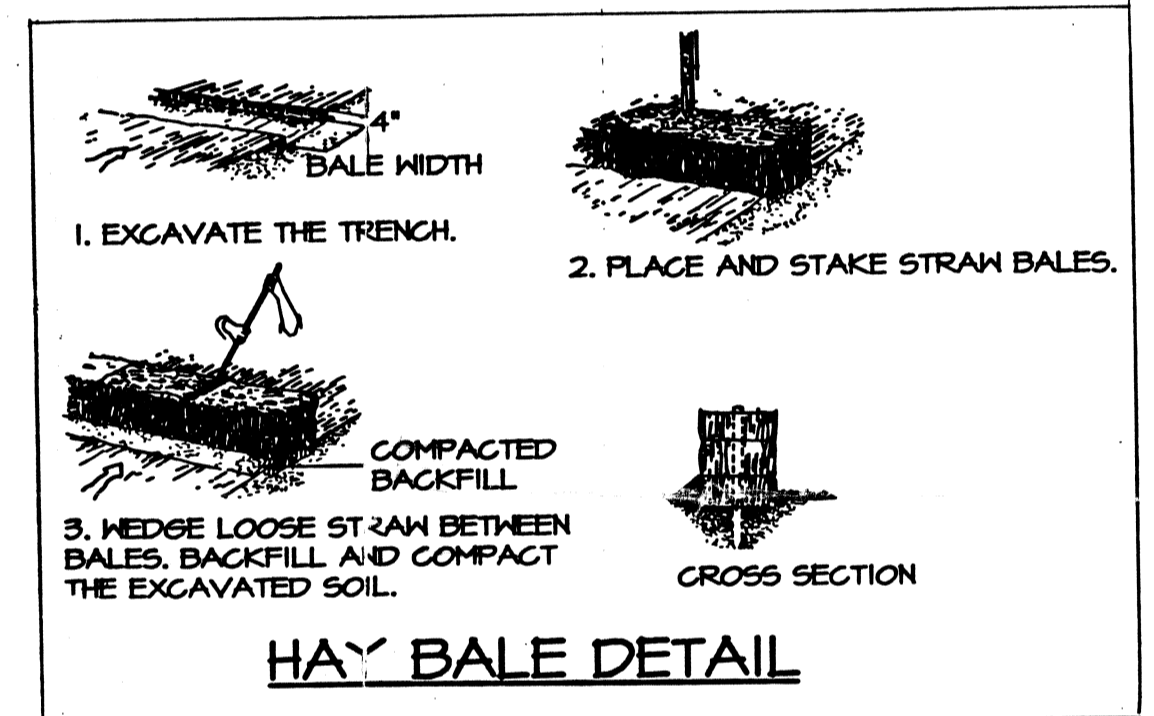 4"
BALE WIDTH
1. EXCAVATE THE TRENCH.
2. PLACE AND STAKE STRAW BALES.
COMPACTED
BACKFILL
3. WEDGE LOOSE STRAW BETWEEN
BALES. BACKFILL AND COMPACT
THE EXCAVATED SOIL.
CROSS SECTION
HAY BALE DETAIL